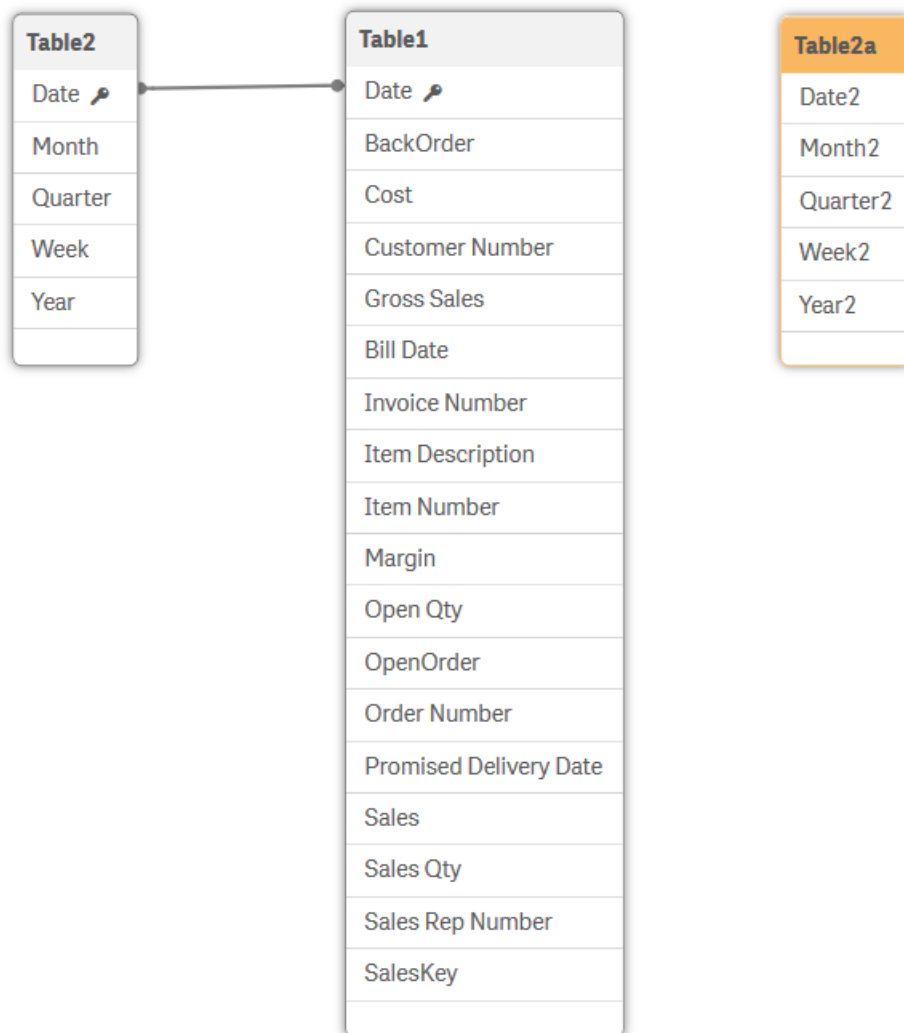 Table2
Date
Month
Quarter
Week
Year
Table1
Date
BackOrder
Cost
Customer Number
Gross Sales
Bill Date
Invoice Number
Item Description
Item Number
Margin
Open Qty
OpenOrder
Order Number
Promised Delivery Date
Sales
Sales Qty
Sales Rep Number
SalesKey
Table2a
Date2
Month2
Quarter2
Week2
Year2